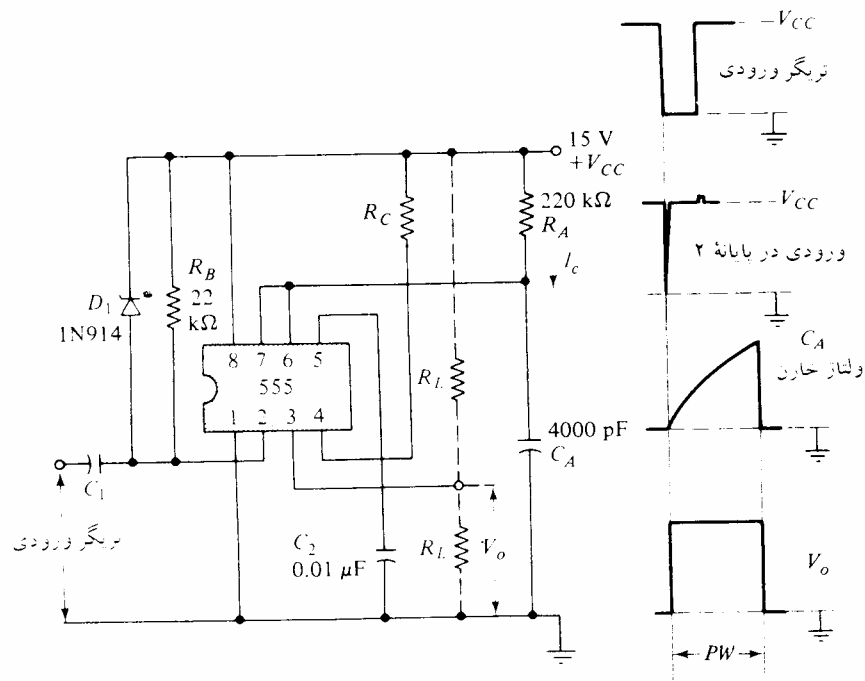 15 V
+V_CC
220 kΩ
R_A
R_C
I_c
R_B
22
kΩ
D_1
1N914
8 7 6 5
555
1 2 3 4
R_L
4000 pF
C_A
C_1
تریگر ورودی
C_2
0.01 μF
R_L
V_o
V_CC
تریگر ورودی
V_CC
ورودی در پایانهٔ ۲
C_A
ولتاژ خازن
V_o
PW